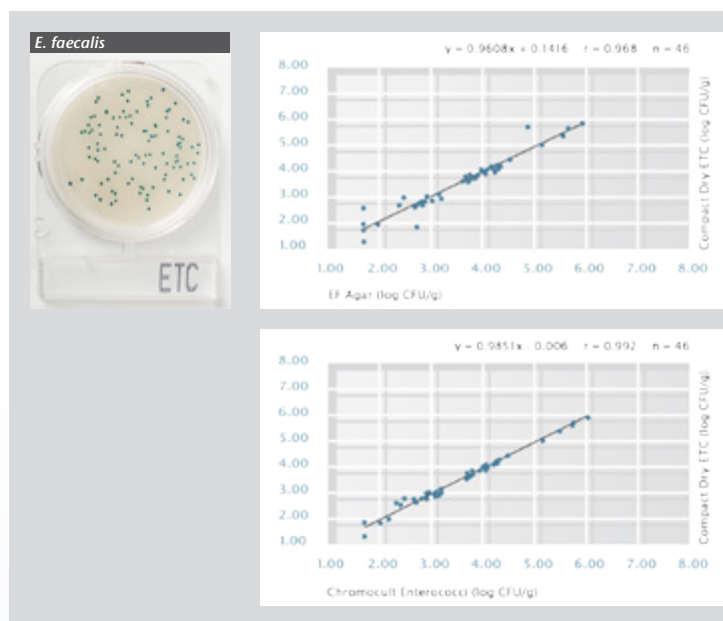 E. faecalis
ETC
y = 0.9608x + 0.1416 r = 0.968 n = 46
8.00
7.00
6.00
5.00
4.00
3.00
2.00
1.00
1.00 2.00 3.00 4.00 5.00 6.00 7.00 8.00
EF Agar (log CFU/g)
Compact Dry ETC (log CFU/g)
y = 0.9851x - 0.006 r = 0.992 n = 46
8.00
7.00
6.00
5.00
4.00
3.00
2.00
1.00
1.00 2.00 3.00 4.00 5.00 6.00 7.00 8.00
Chromocult Enterococci (log CFU/g)
Compact Dry ETC (log CFU/g)